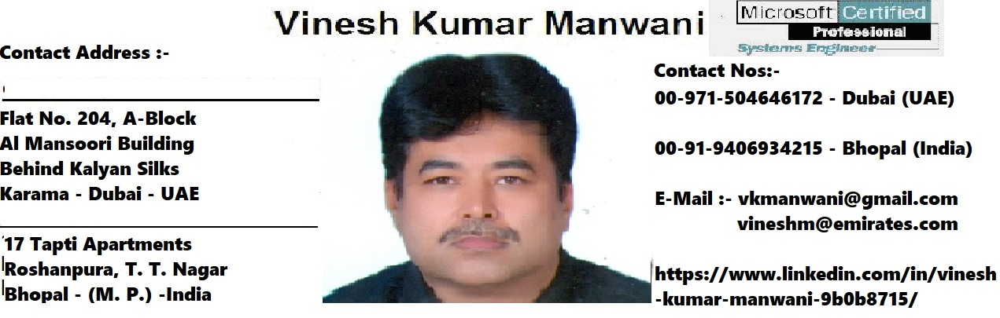 Vinesh Kumar Manwani
Microsoft Certified
Professional
Systems Engineer
Contact Address :-
Flat No. 204, A-Block
Al Mansoori Building
Behind Kalyan Silks
Karama - Dubai - UAE
17 Tapti Apartments
Roshanpura, T. T. Nagar
Bhopal - (M. P.) -India
Contact Nos:-
00-971-504646172 - Dubai (UAE)
00-91-9406934215 - Bhopal (India)
E-Mail :- vkmanwani@gmail.com
vineshm@emirates.com
https://www.linkedin.com/in/vinesh
-kumar-manwani-9b0b8715/